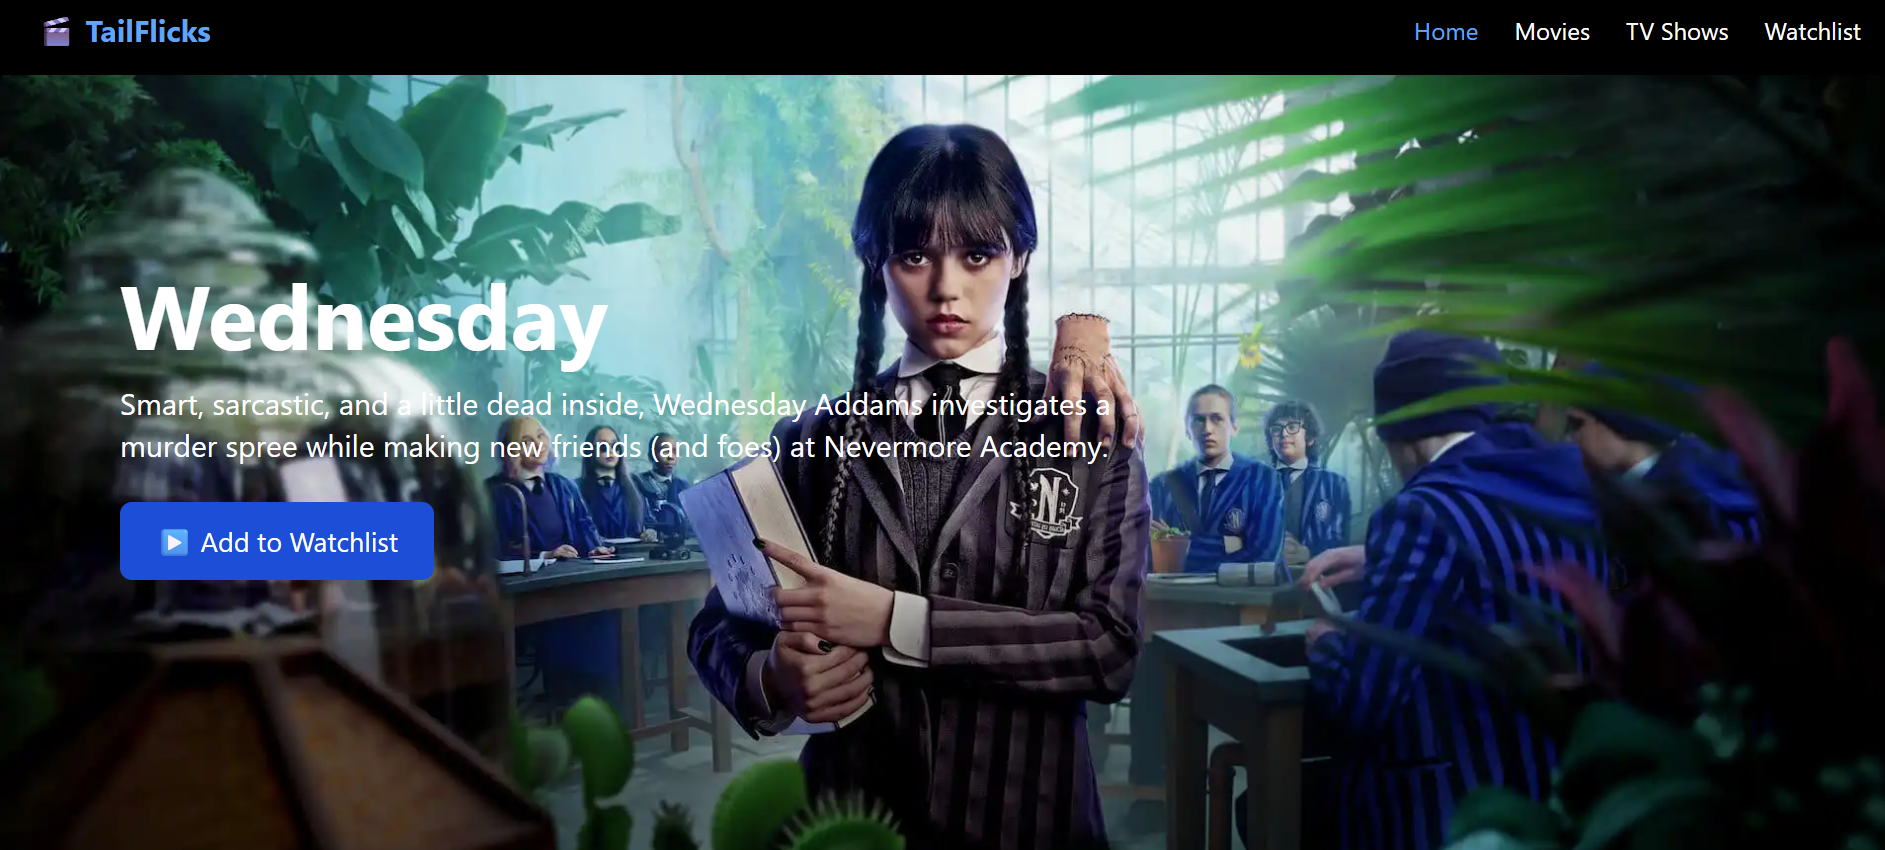 TailFlicks
Home
Movies
TV Shows
Watchlist
Wednesday
Smart, sarcastic, and a little dead inside, Wednesday Addams investigates a
murder spree while making new friends (and foes) at Nevermore Academy.
Add to Watchlist
N